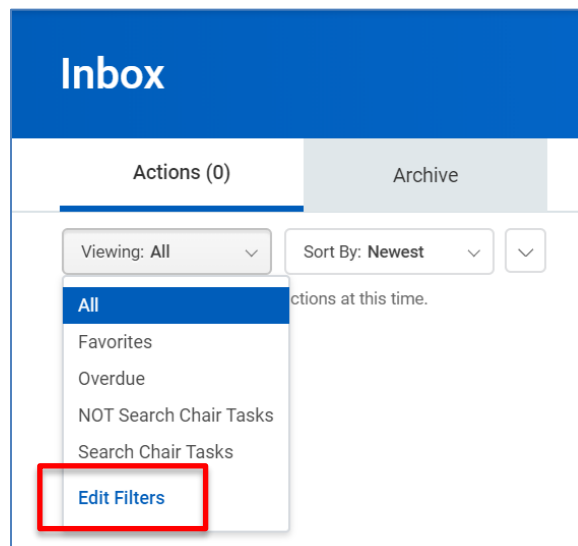 Inbox
Actions (0)
Archive
Viewing: All
Sort By: Newest
All
ctions at this time.
Favorites
Overdue
NOT Search Chair Tasks
Search Chair Tasks
Edit Filters